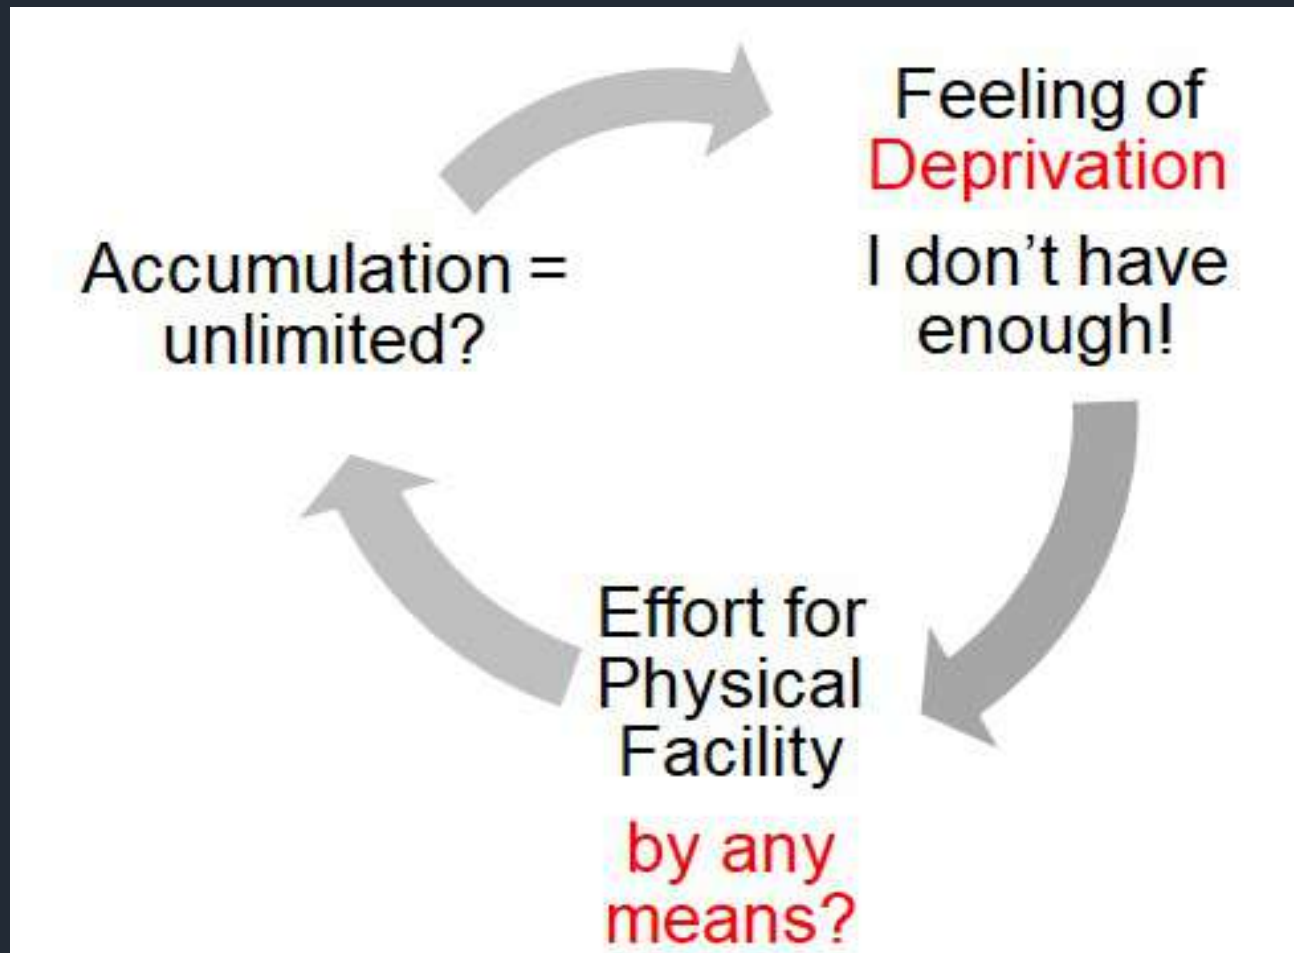 Feeling of
Deprivation
I don't have
enough!
Accumulation =
unlimited?
Effort for
Physical
Facility
by any
means?